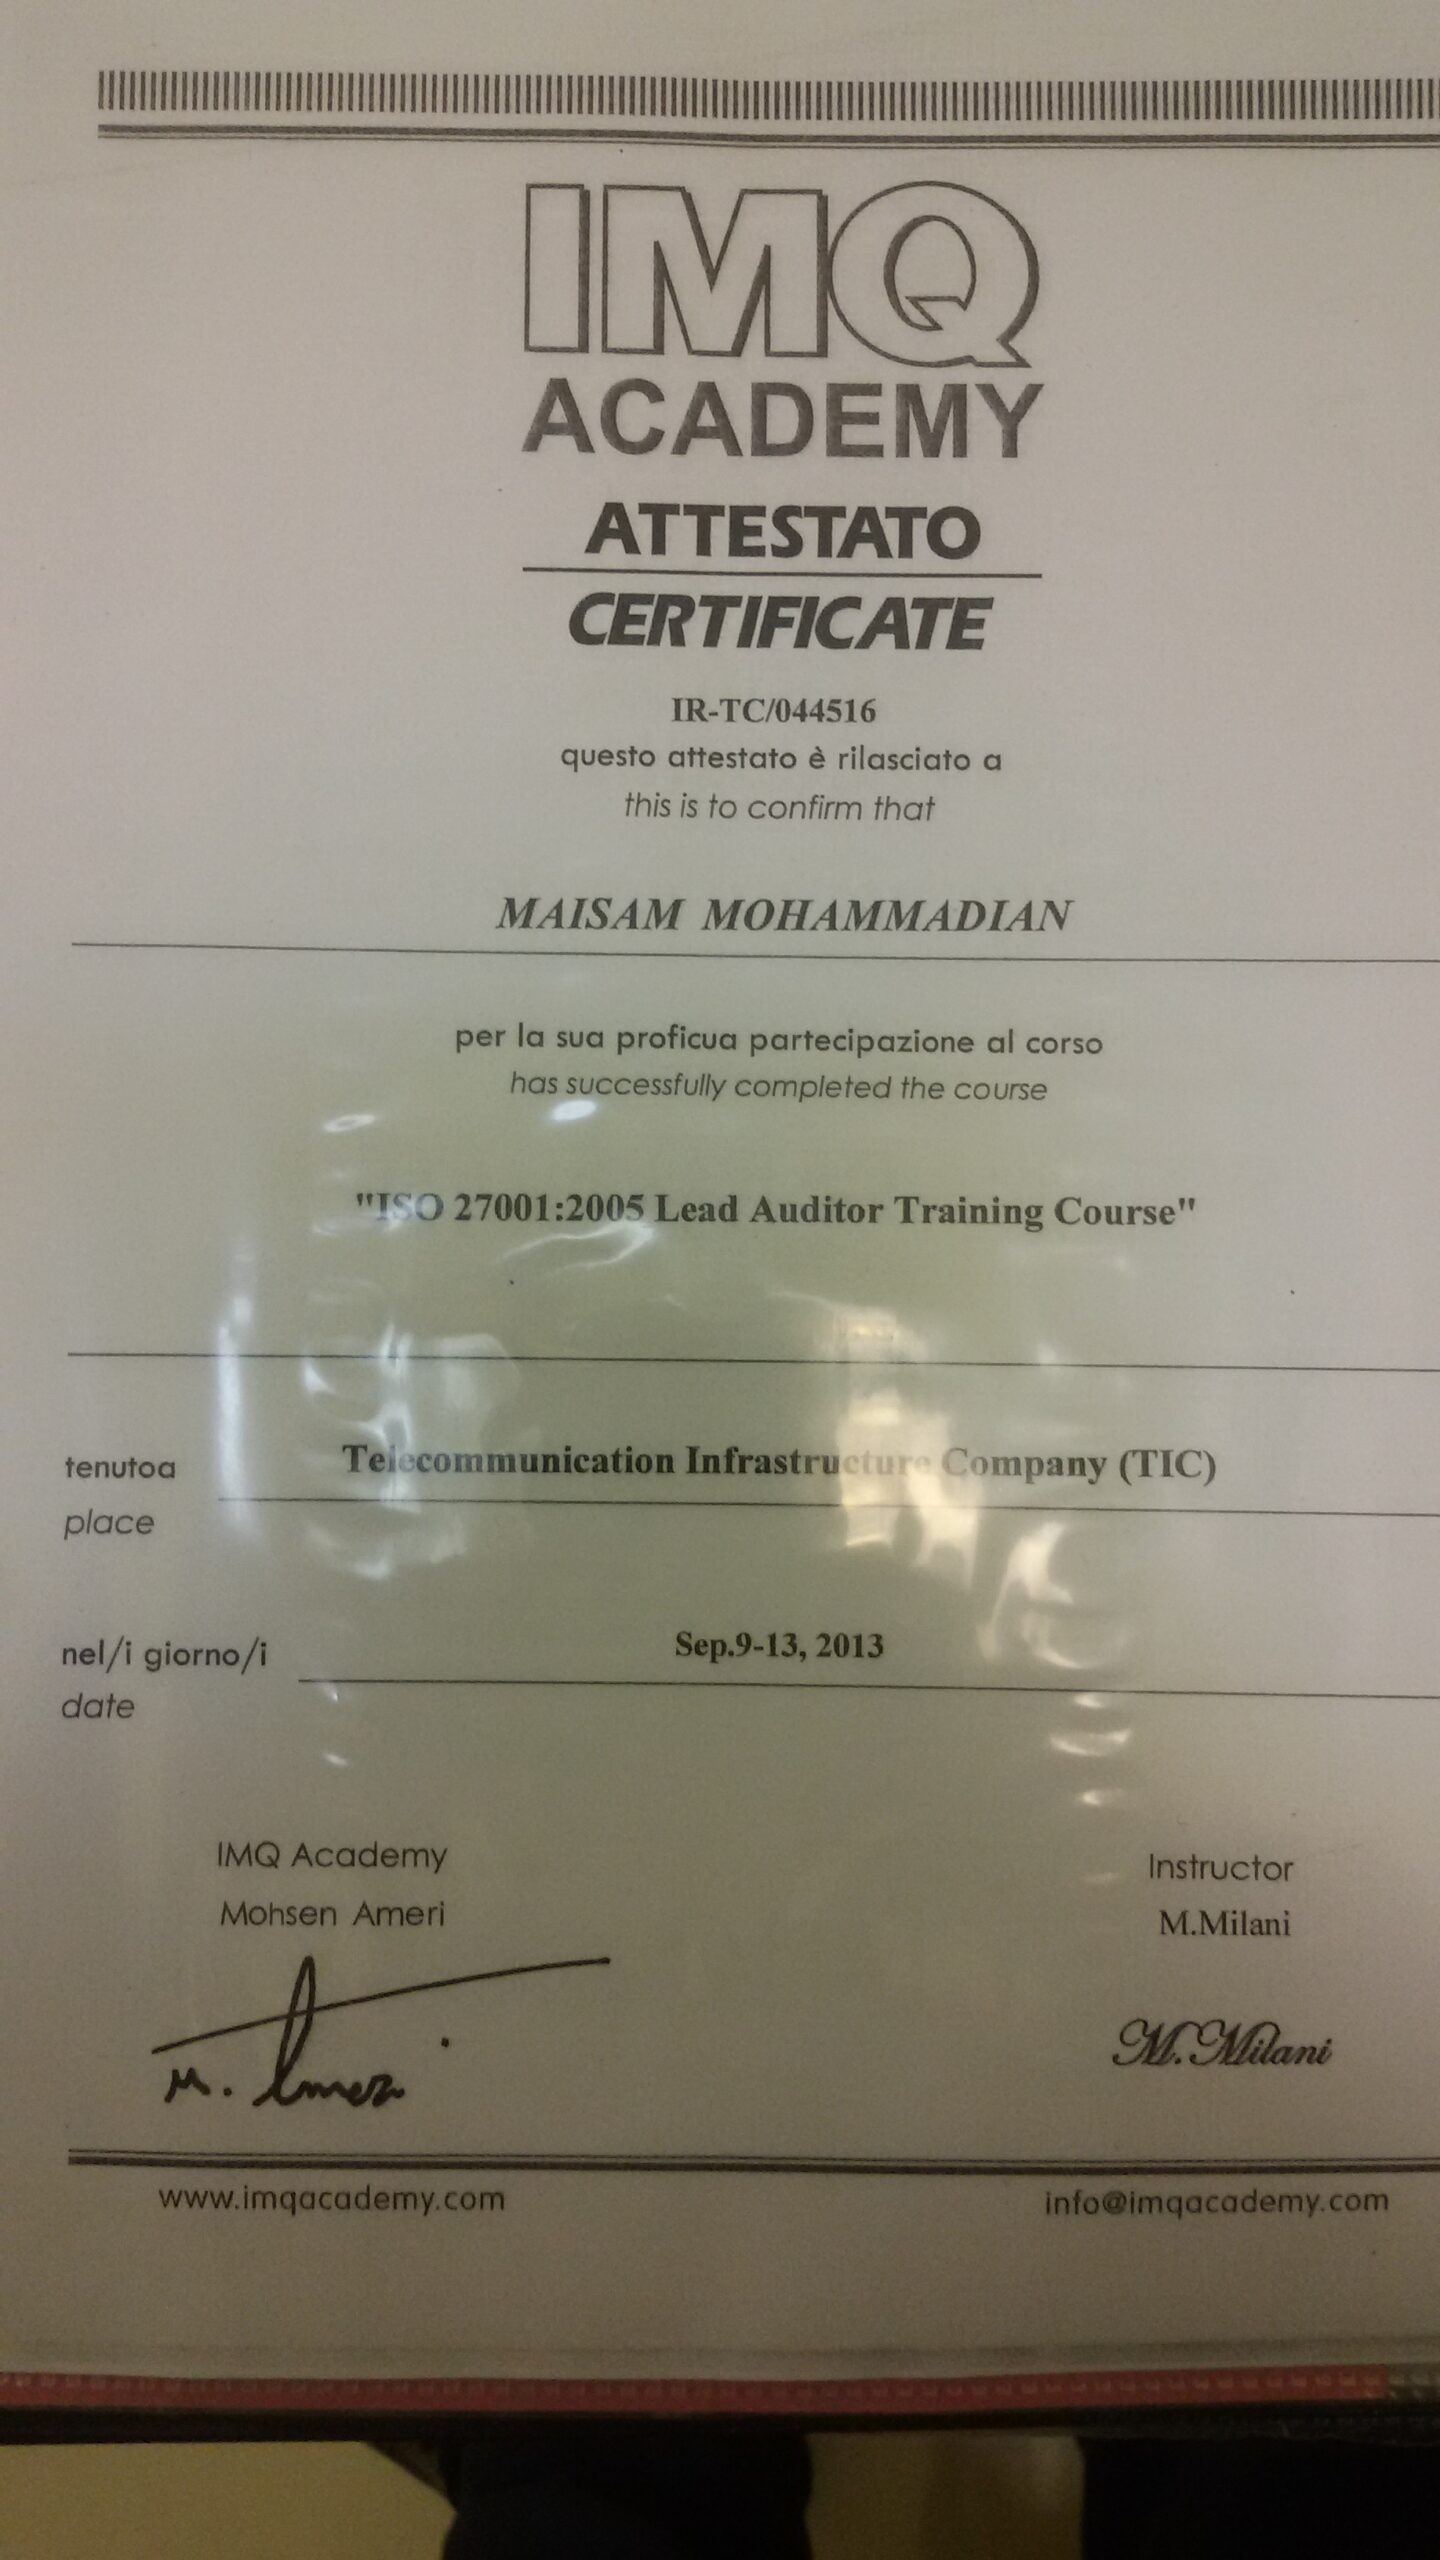 IMQ
ACADEMY
ATTESTATO
CERTIFICATE
IR-TC/044516
questo attestato è rilasciato a
this is to confirm that
MAISAM MOHAMMADIAN
per la sua proficua partecipazione al corso
has successfully completed the course
"ISO 27001:2005 Lead Auditor Training Course"
tenutoa Telecommunication Infrastructure Company (TIC)
place
nel/i giorno/i Sep.9-13, 2013
date
IMQ Academy
Mohsen Ameri
Instructor
M.Milani
M. Ameri
M.Milani
www.imqacademy.com info@imqacademy.com